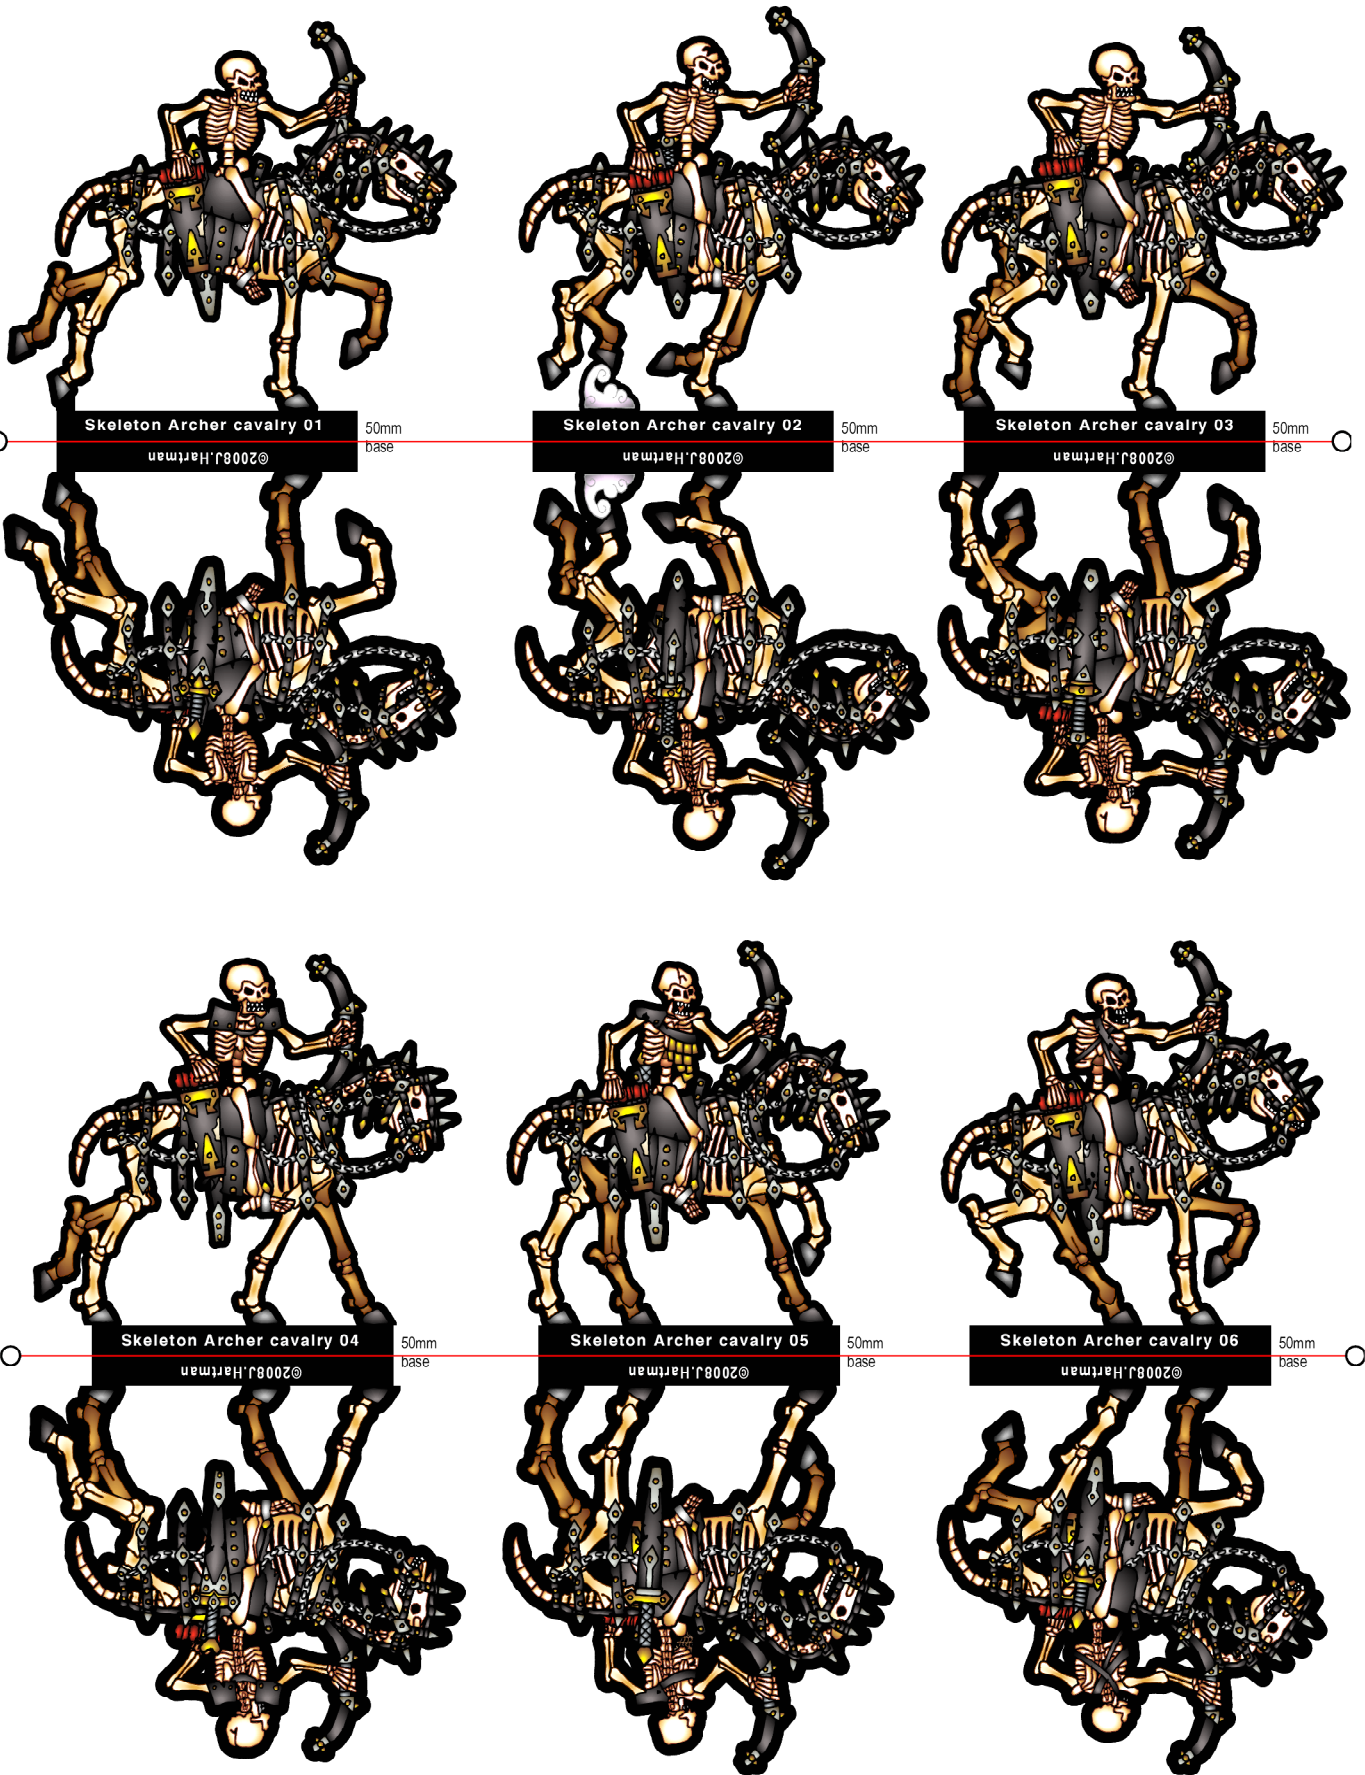 Skeleton Archer cavalry 01
50mm
base
©2008J.Hartman
Skeleton Archer cavalry 02
50mm
base
©2008J.Hartman
Skeleton Archer cavalry 03
50mm
base
©2008J.Hartman
Skeleton Archer cavalry 04
50mm
base
©2008J.Hartman
Skeleton Archer cavalry 05
50mm
base
©2008J.Hartman
Skeleton Archer cavalry 06
50mm
base
©2008J.Hartman